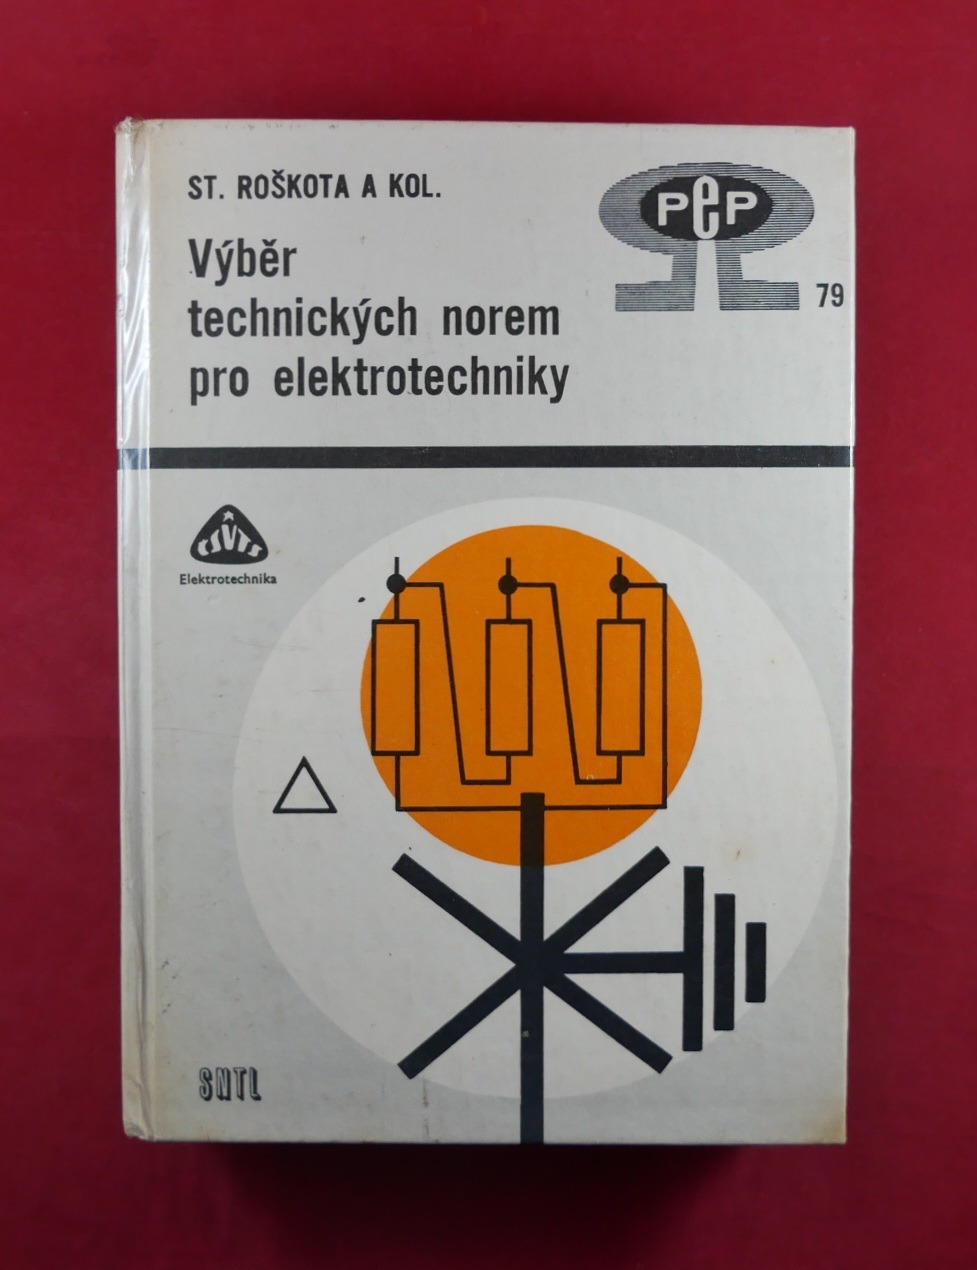 ST. ROŠKOTA A KOL.
PeP
79
Výběr
technických norem
pro elektrotechniky
ČSVTS
Elektrotechnika
SNTL